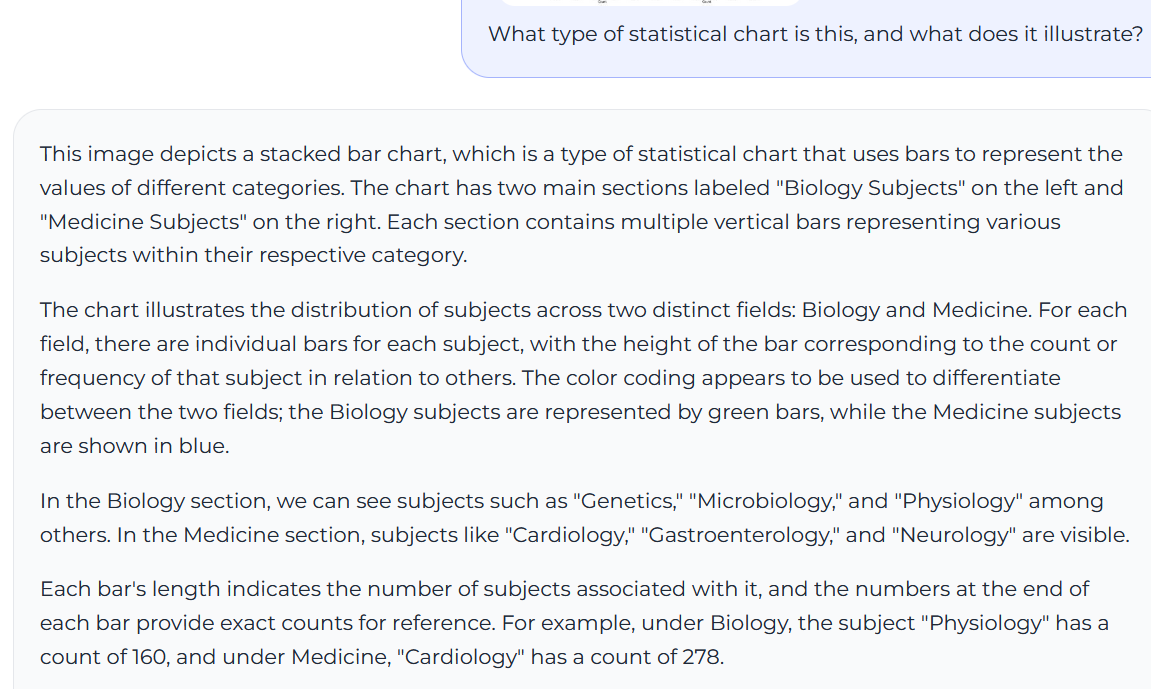 Count Count
What type of statistical chart is this, and what does it illustrate?
This image depicts a stacked bar chart, which is a type of statistical chart that uses bars to represent the
values of different categories. The chart has two main sections labeled "Biology Subjects" on the left and
"Medicine Subjects" on the right. Each section contains multiple vertical bars representing various
subjects within their respective category.
The chart illustrates the distribution of subjects across two distinct fields: Biology and Medicine. For each
field, there are individual bars for each subject, with the height of the bar corresponding to the count or
frequency of that subject in relation to others. The color coding appears to be used to differentiate
between the two fields; the Biology subjects are represented by green bars, while the Medicine subjects
are shown in blue.
In the Biology section, we can see subjects such as "Genetics," "Microbiology," and "Physiology" among
others. In the Medicine section, subjects like "Cardiology," "Gastroenterology," and "Neurology" are visible.
Each bar's length indicates the number of subjects associated with it, and the numbers at the end of
each bar provide exact counts for reference. For example, under Biology, the subject "Physiology" has a
count of 160, and under Medicine, "Cardiology" has a count of 278.